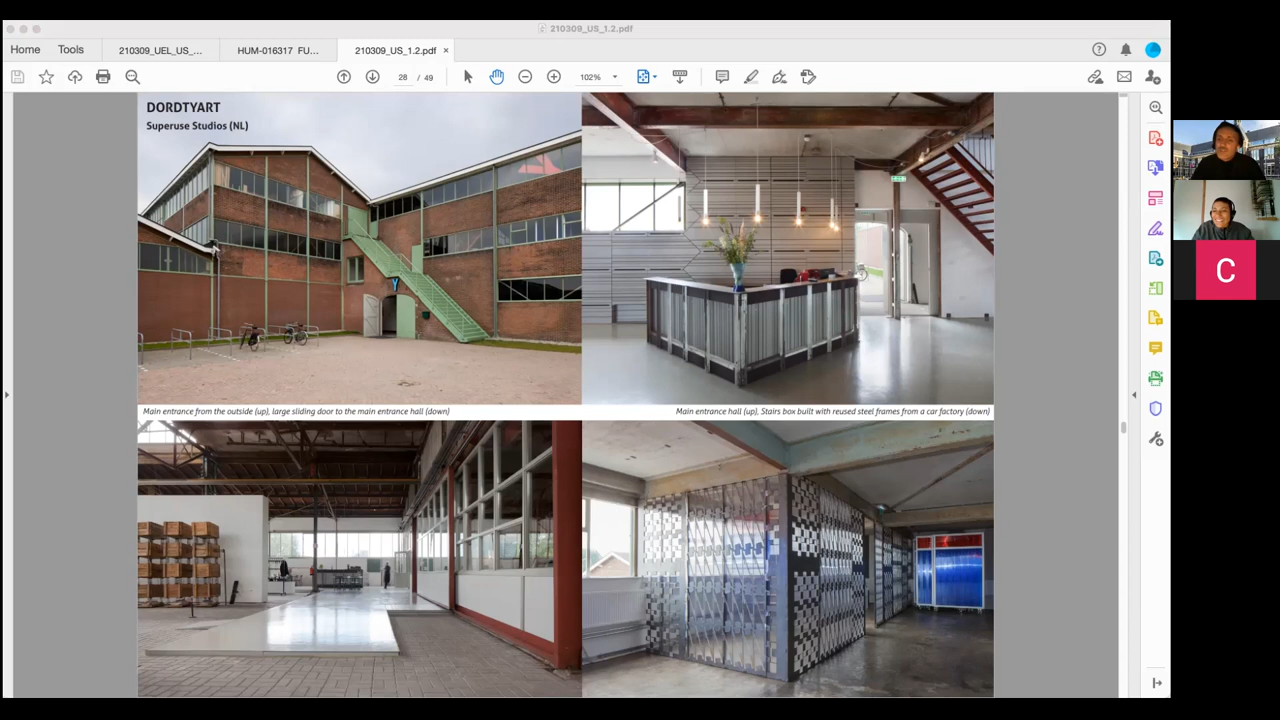 210309_US_1.2.pdf
Home
Tools
210309_UEL_US_...
HUM-016317 FU...
210309_US_1.2.pdf ×
28 / 49
102%
DORDTYART
Superuse Studios (NL)
Y
Main entrance from the outside (up), large sliding door to the main entrance hall (down)
Main entrance hall (up), Stairs box built with reused steel frames from a car factory (down)
C